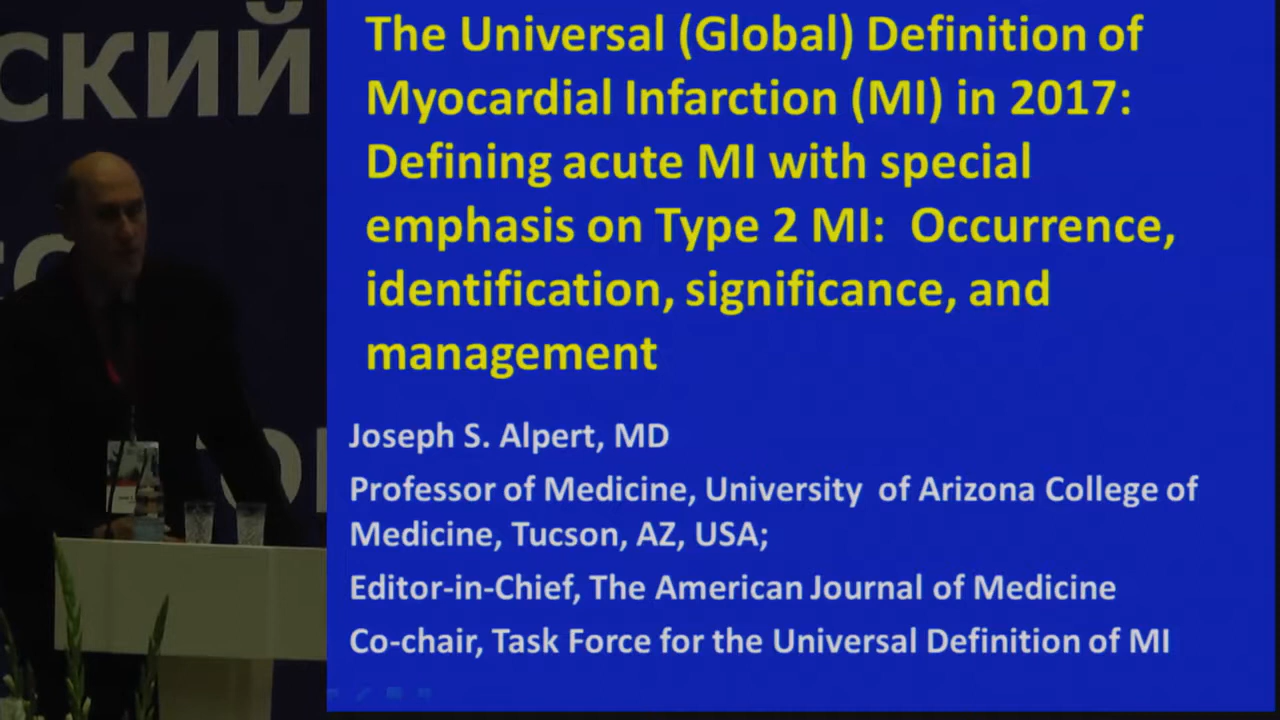 ский
The Universal (Global) Definition of
Myocardial Infarction (MI) in 2017:
Defining acute MI with special
emphasis on Type 2 MI:  Occurrence,
identification, significance, and
management
Joseph S. Alpert, MD
Professor of Medicine, University  of Arizona College of
Medicine, Tucson, AZ, USA;
Editor-in-Chief, The American Journal of Medicine
Co-chair, Task Force for the Universal Definition of MI